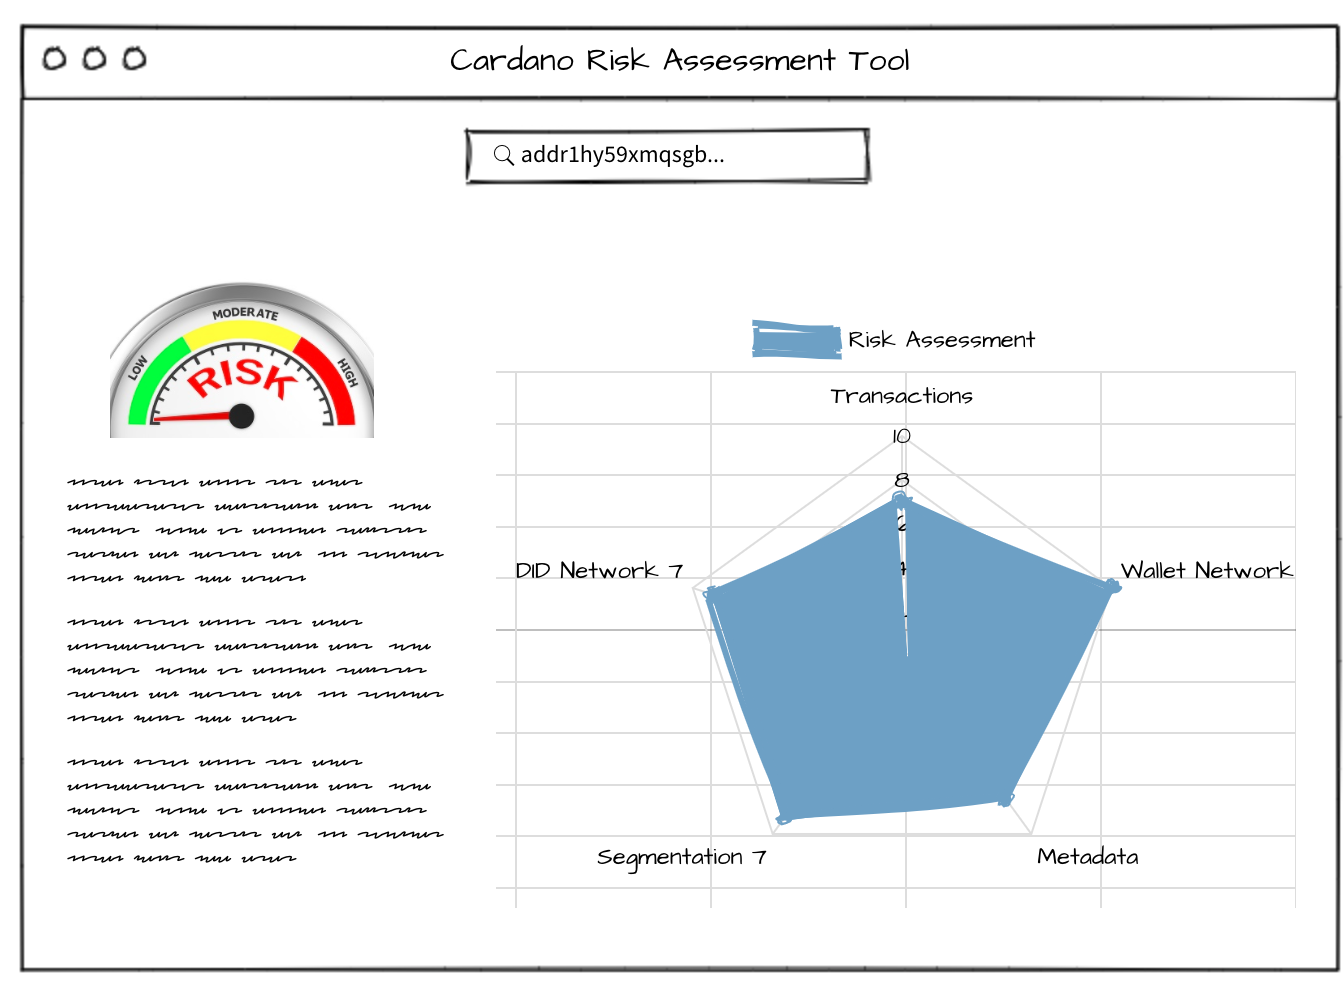 Cardano Risk Assessment Tool
addr1hy59xmqsgb...
MODERATE
LOW
HIGH
RISK
Risk Assessment
Transactions
10
8
6
4
DID Network 7
Wallet Network
Segmentation 7
Metadata